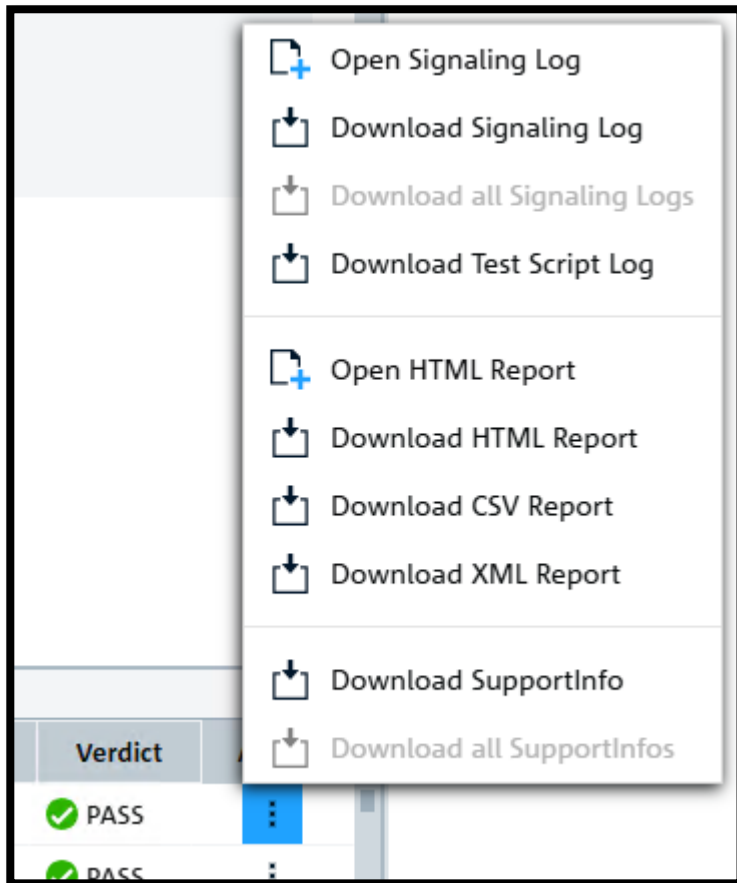 Open Signaling Log
Download Signaling Log
Download all Signaling Logs
Download Test Script Log
Open HTML Report
Download HTML Report
Download CSV Report
Download XML Report
Download SupportInfo
Download all SupportInfos
Verdict
PASS
PASS